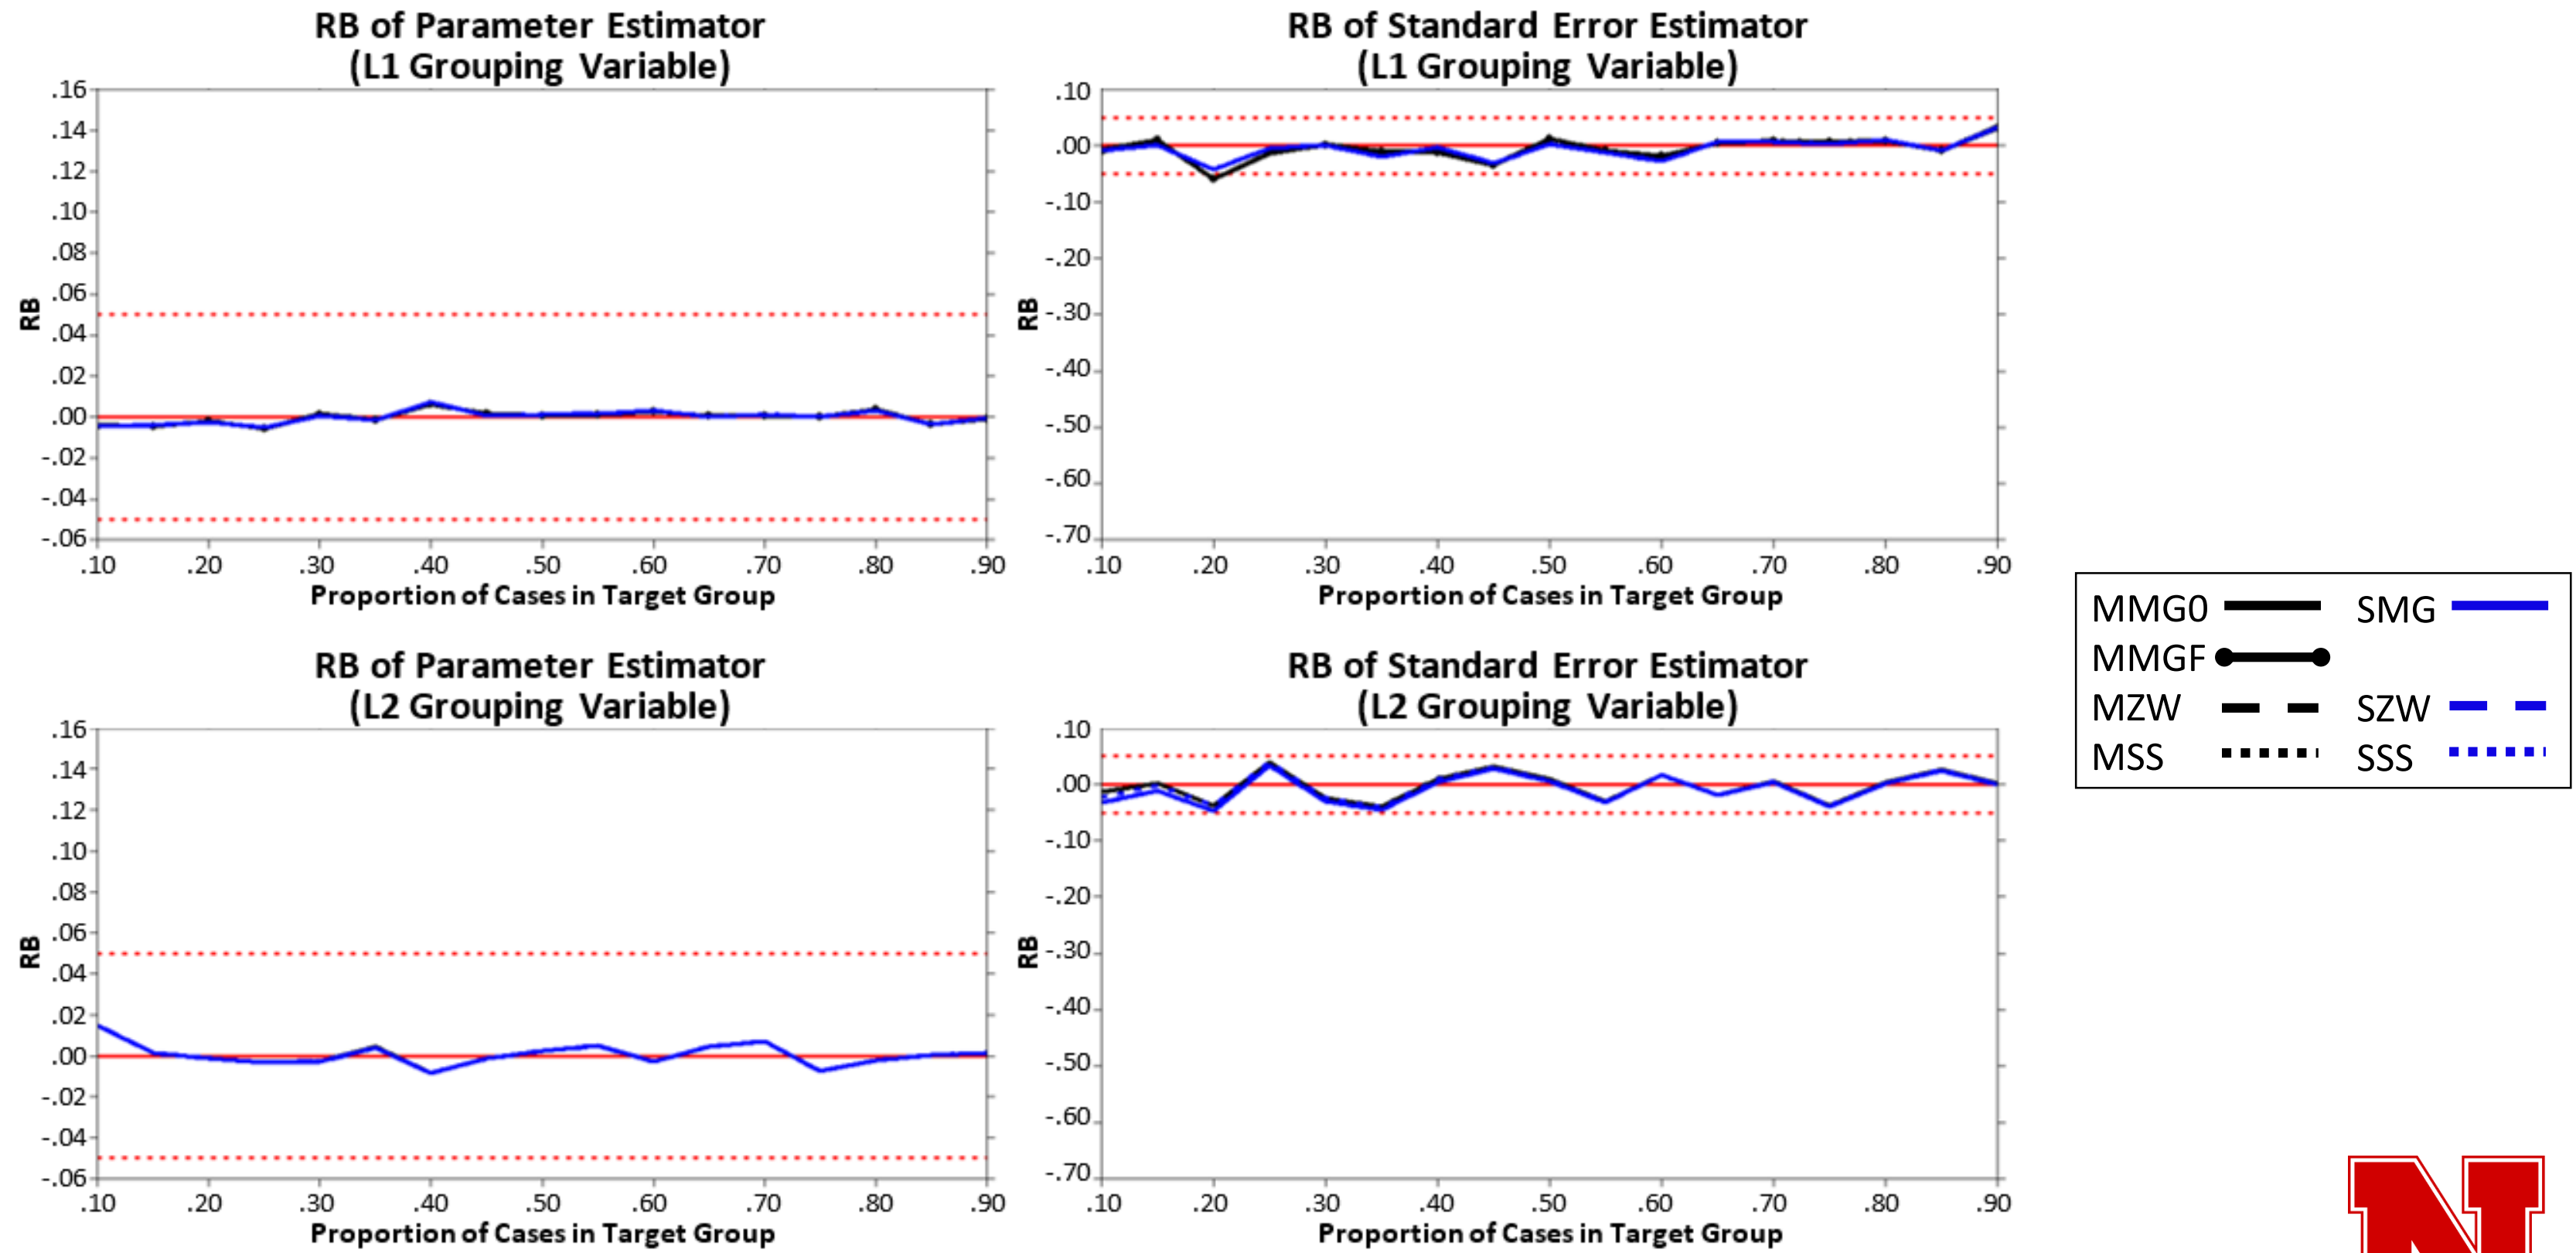 RB of Parameter Estimator
(L1 Grouping Variable)
.16
.14
.12
.10
.08
.06
.04
.02
.00
-.02
-.04
-.06
RB
.10 .20 .30 .40 .50 .60 .70 .80 .90
Proportion of Cases in Target Group
RB of Standard Error Estimator
(L1 Grouping Variable)
.10
.00
-.10
-.20
-.30
-.40
-.50
-.60
-.70
RB
.10 .20 .30 .40 .50 .60 .70 .80 .90
Proportion of Cases in Target Group
RB of Parameter Estimator
(L2 Grouping Variable)
.16
.14
.12
.10
.08
.06
.04
.02
.00
-.02
-.04
-.06
RB
.10 .20 .30 .40 .50 .60 .70 .80 .90
Proportion of Cases in Target Group
RB of Standard Error Estimator
(L2 Grouping Variable)
.10
.00
-.10
-.20
-.30
-.40
-.50
-.60
-.70
RB
.10 .20 .30 .40 .50 .60 .70 .80 .90
Proportion of Cases in Target Group
MMG0 SMG
MMGF
MZW SZW
MSS SSS
N